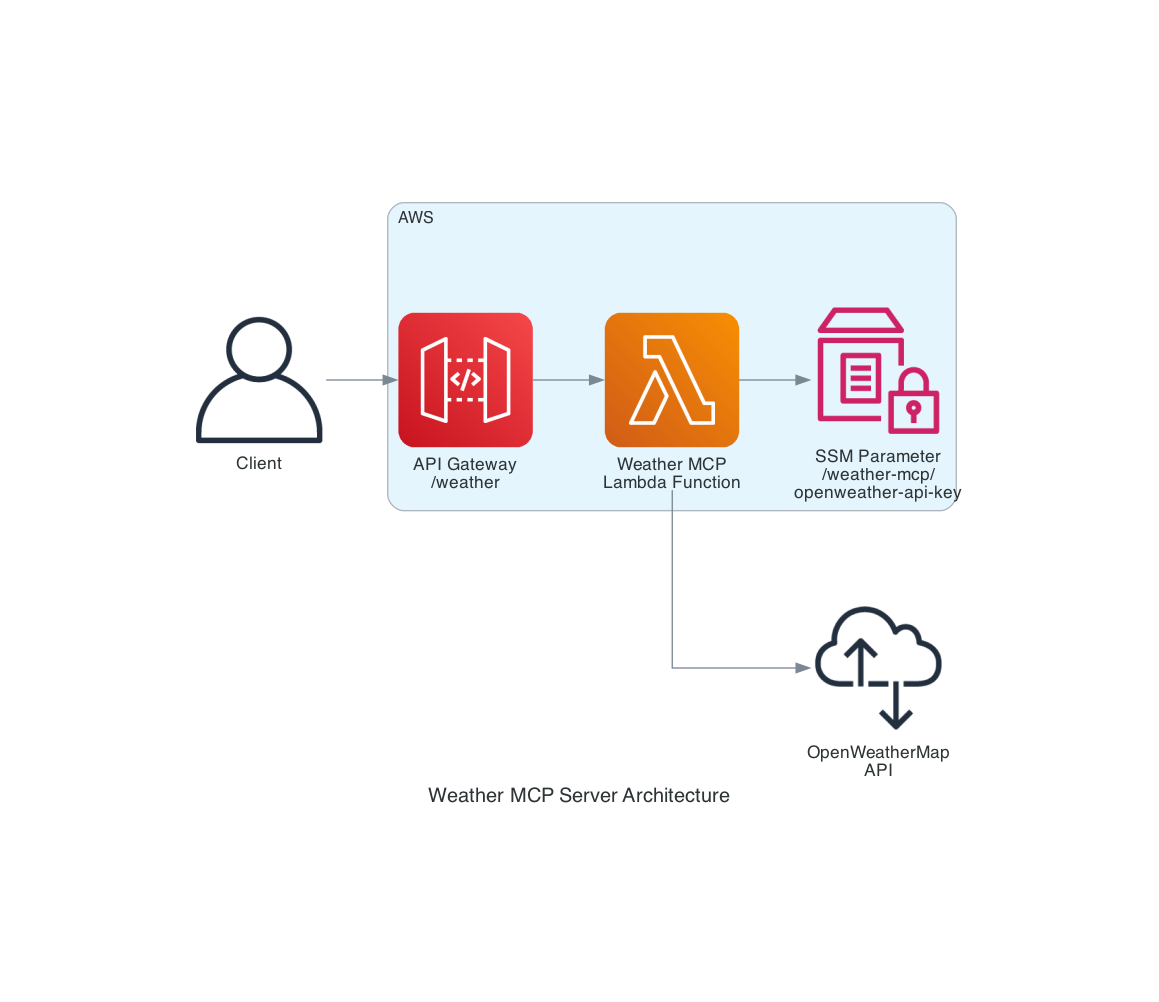 AWS
Client
API Gateway
/weather
Weather MCP
Lambda Function
SSM Parameter
/weather-mcp/
openweather-api-key
OpenWeatherMap
API
Weather MCP Server Architecture